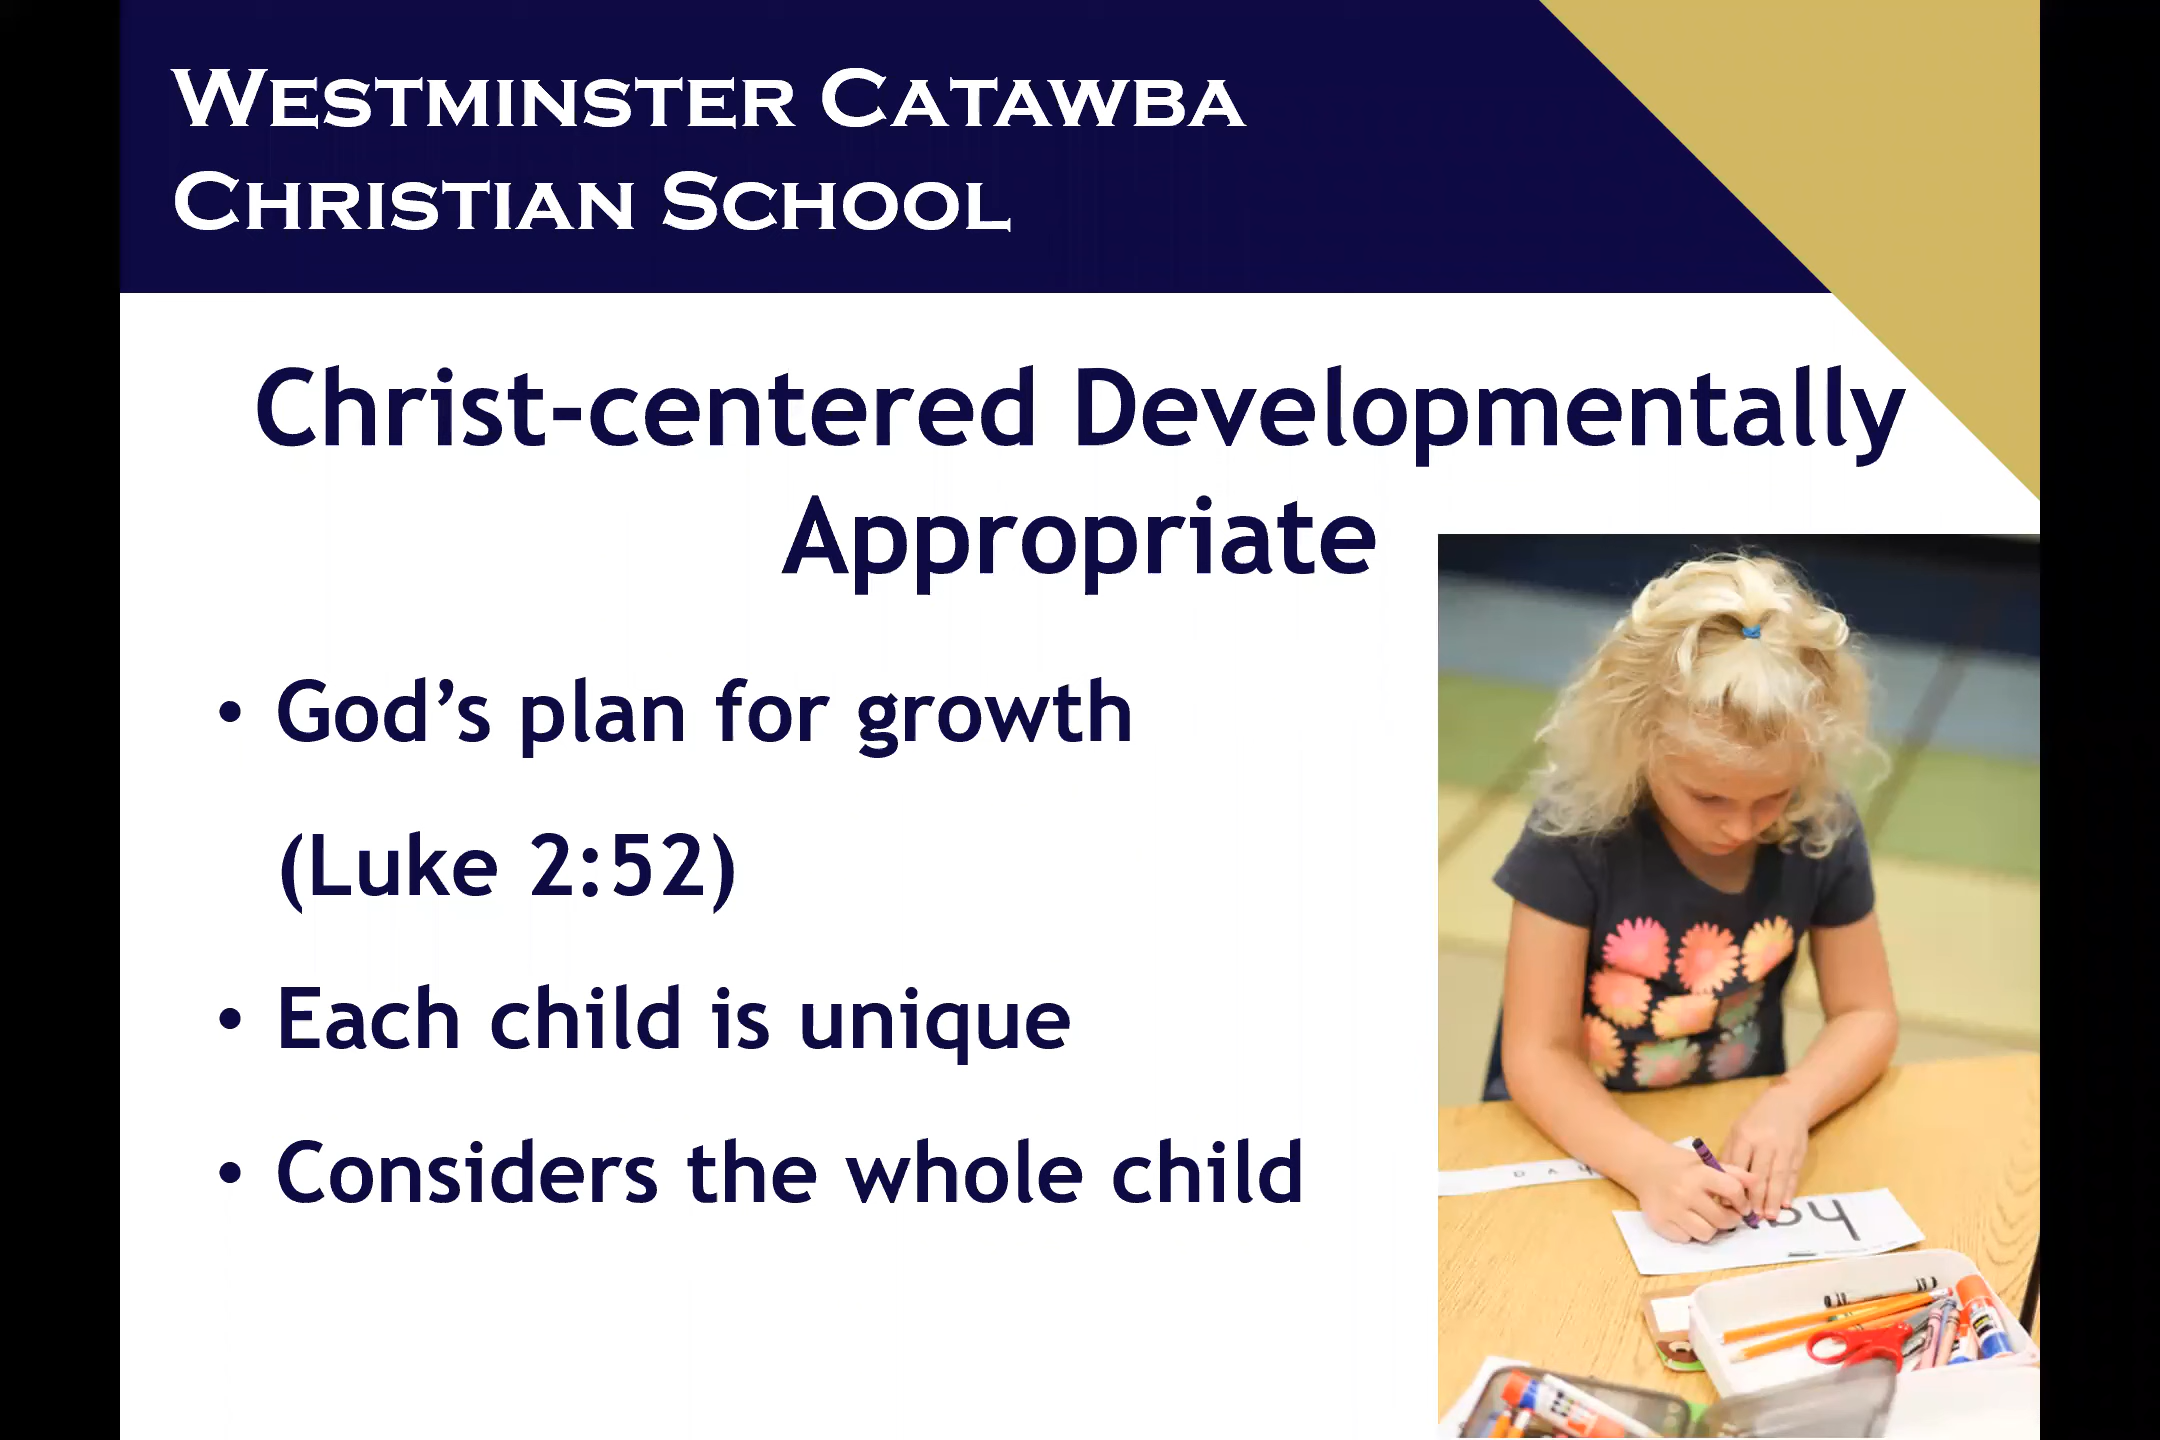 Westminster Catawba
Christian School
Christ-centered Developmentally
Appropriate
• God’s plan for growth
(Luke 2:52)
• Each child is unique
• Considers the whole child
D A